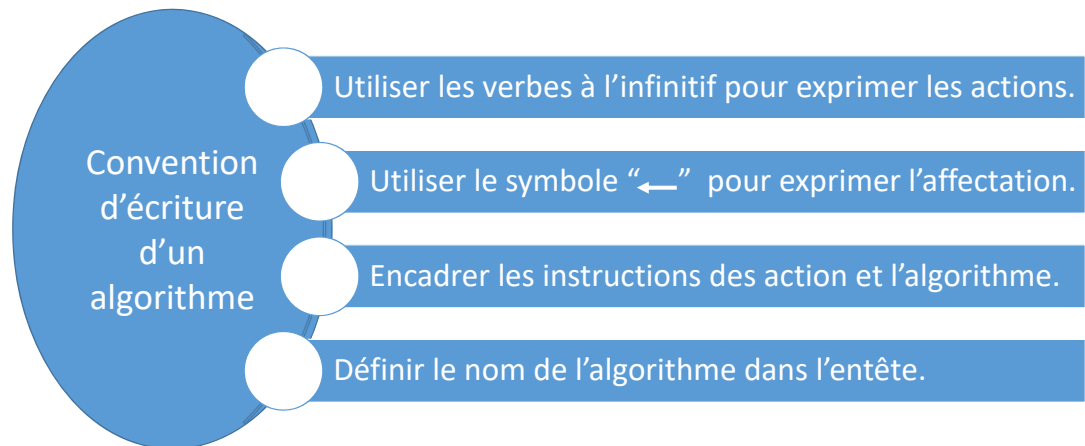 Convention
d’écriture
d’un
algorithme
Utiliser les verbes à l’infinitif pour exprimer les actions.
Utiliser le symbole “←” pour exprimer l’affectation.
Encadrer les instructions des action et l’algorithme.
Définir le nom de l’algorithme dans l’entête.